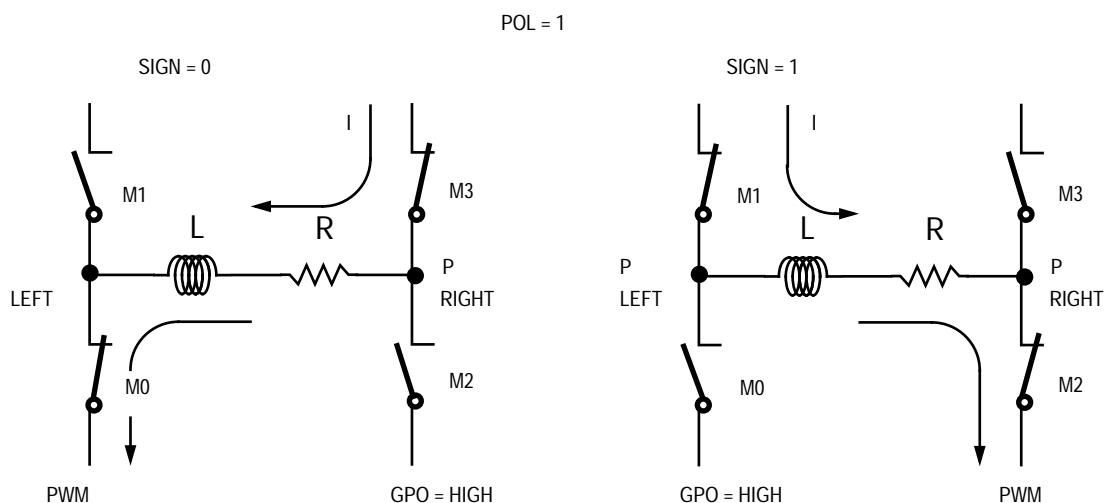 POL = 1
SIGN = 0
SIGN = 1
I
I
M1
M3
M1
M3
L
R
L
R
P
P
P
LEFT
RIGHT
LEFT
RIGHT
M0
M2
M0
M2
PWM
GPO = HIGH
GPO = HIGH
PWM